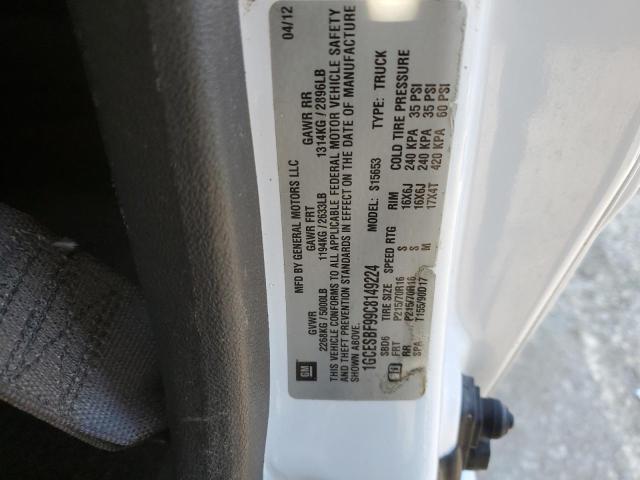 MFD BY GENERAL MOTORS LLC 04/12
GVWR GAWR FRT GAWR RR
2268KG / 5000LB 1194KG / 2633LB 1314KG / 2896LB
THIS VEHICLE CONFORMS TO ALL APPLICABLE FEDERAL MOTOR VEHICLE SAFETY
AND THEFT PREVENTION STANDARDS IN EFFECT ON THE DATE OF MANUFACTURE
SHOWN ABOVE.
GM
1GCESBF99C8149224 MODEL: S15653 TYPE: TRUCK
SBD6 TIRE SIZE SPEED RTG RIM COLD TIRE PRESSURE
FRT P215/70R16 S 16X6J 240 KPA 35 PSI
RR P215/70R16 S 16X6J 240 KPA 35 PSI
SPA T155/90D17 M 17X4T 420 KPA 60 PSI